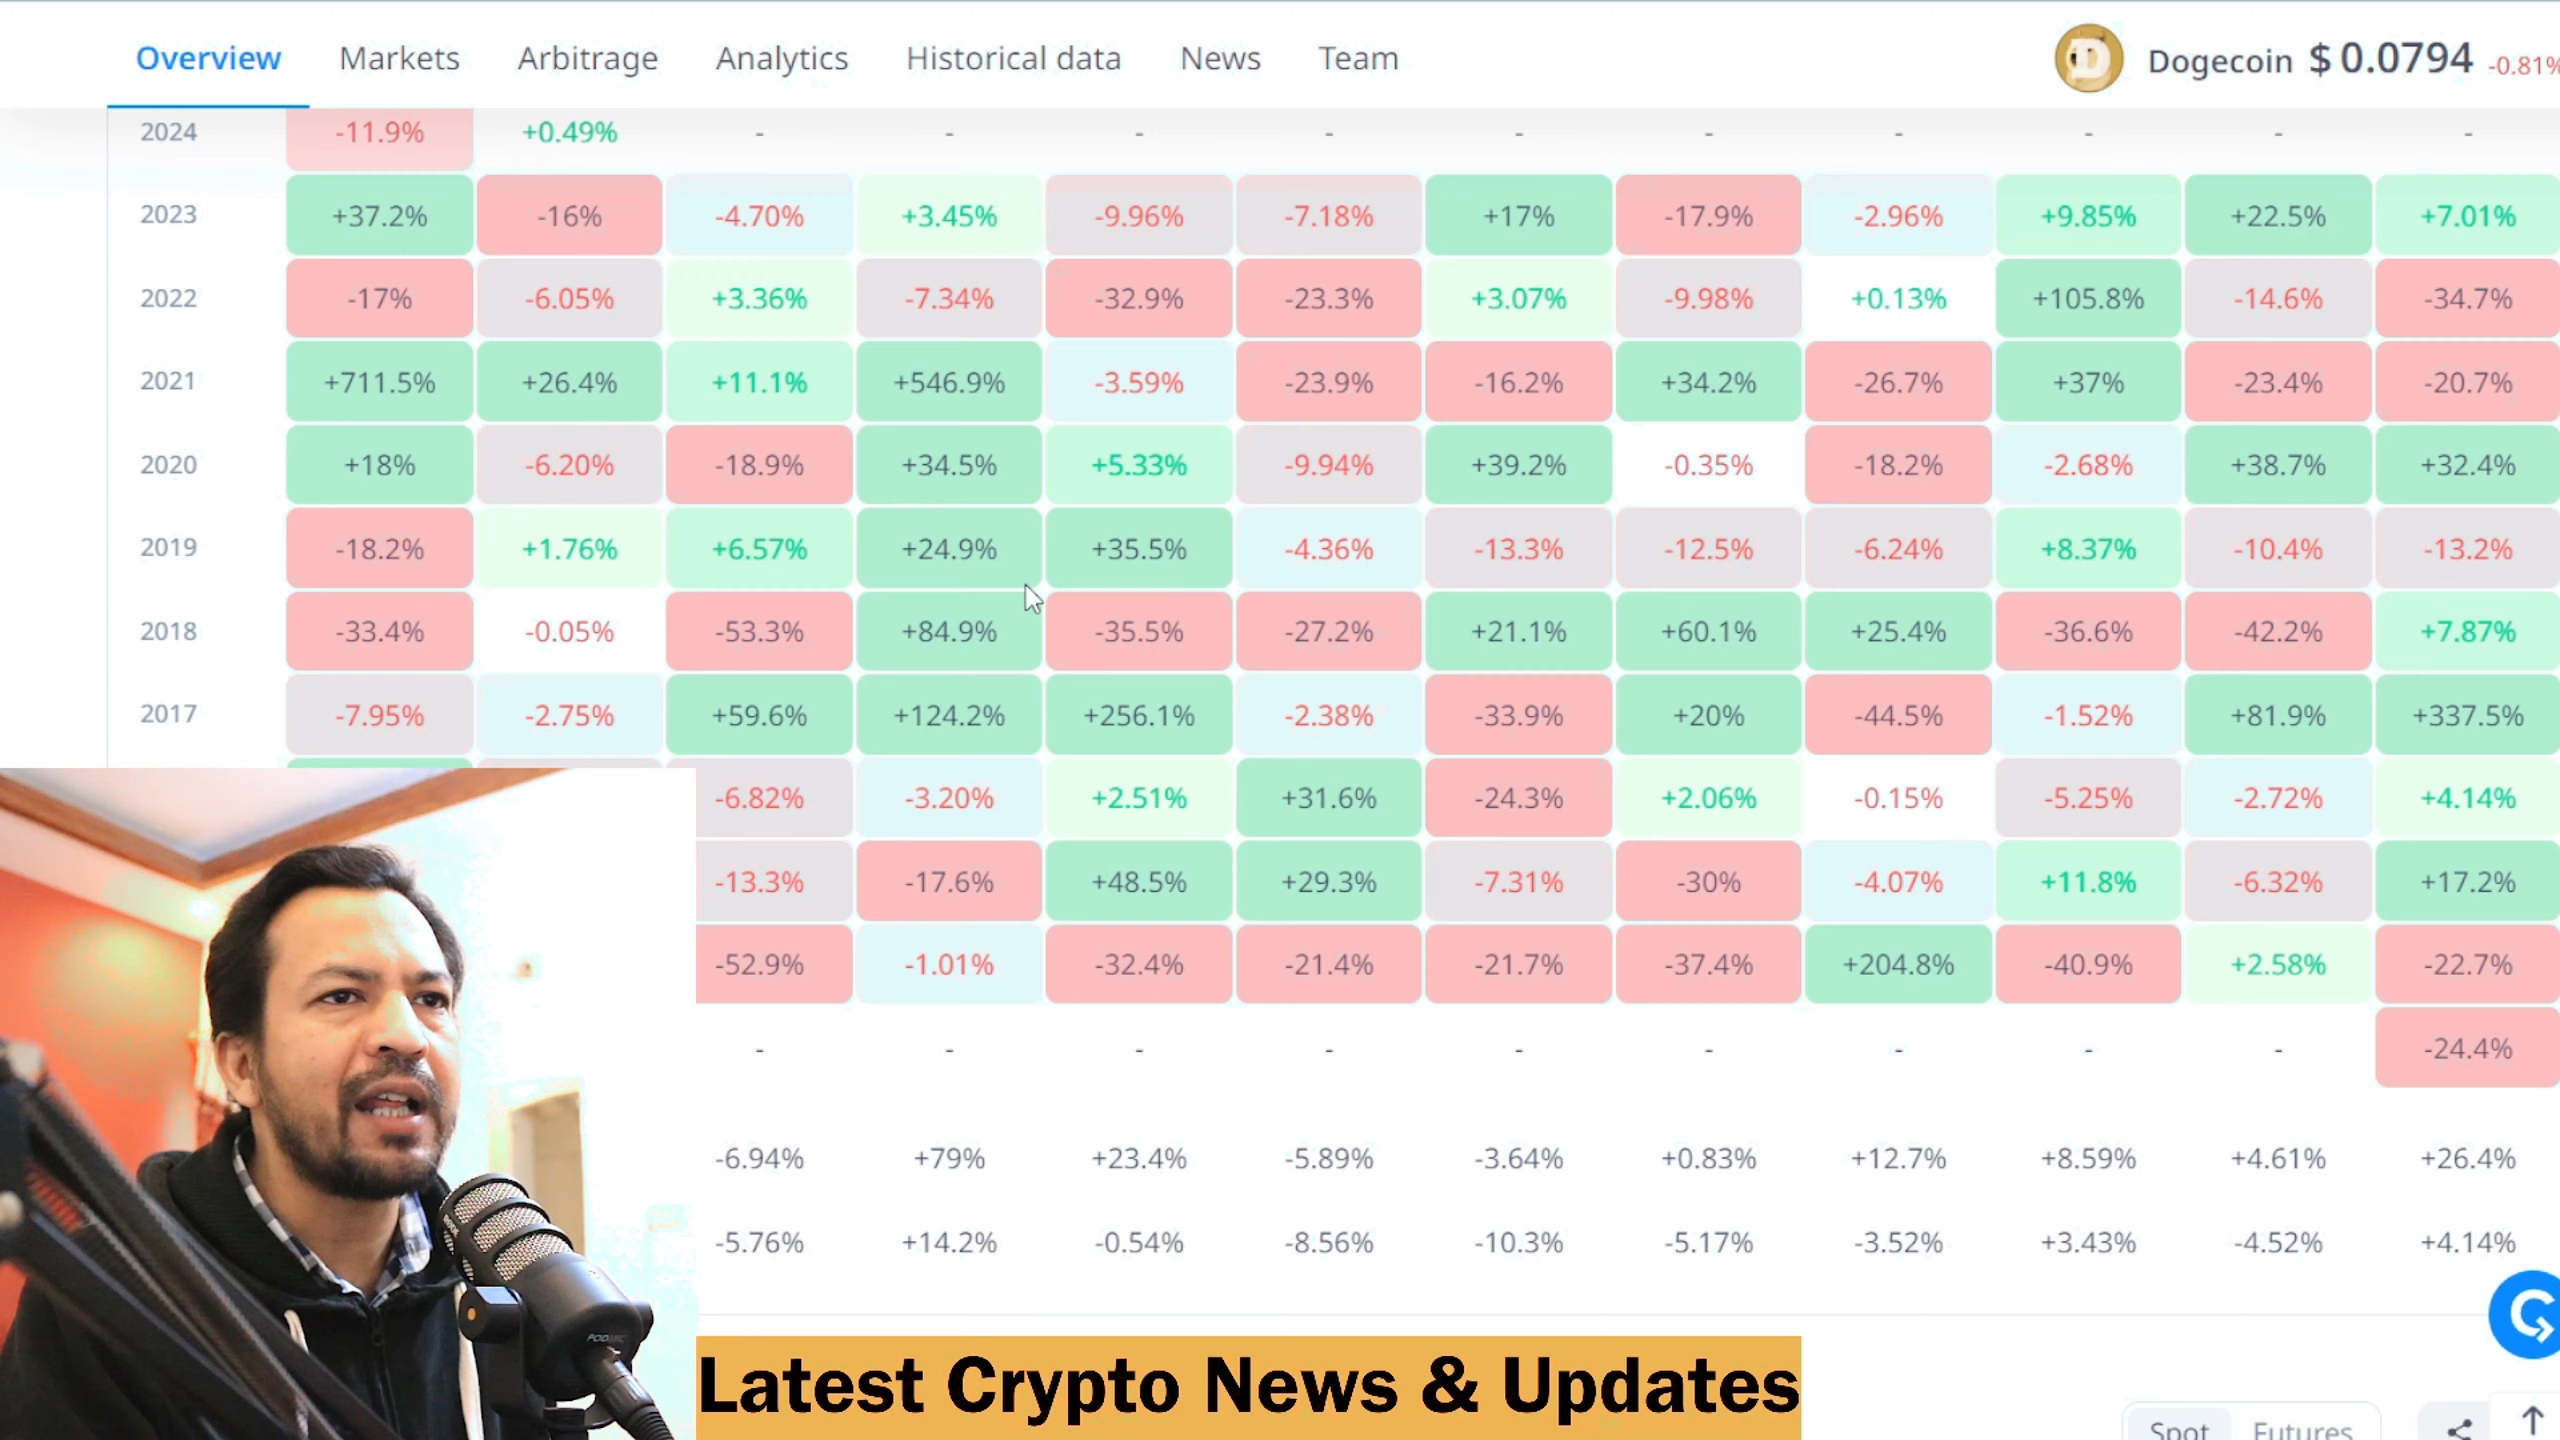 Overview Markets Arbitrage Analytics Historical data News Team Dogecoin $ 0.0794 -0.81%
2024 -11.9% +0.49% - - - - - - - - - -
2023 +37.2% -16% -4.70% +3.45% -9.96% -7.18% +17% -17.9% -2.96% +9.85% +22.5% +7.01%
2022 -17% -6.05% +3.36% -7.34% -32.9% -23.3% +3.07% -9.98% +0.13% +105.8% -14.6% -34.7%
2021 +711.5% +26.4% +11.1% +546.9% -3.59% -23.9% -16.2% +34.2% -26.7% +37% -23.4% -20.7%
2020 +18% -6.20% -18.9% +34.5% +5.33% -9.94% +39.2% -0.35% -18.2% -2.68% +38.7% +32.4%
2019 -18.2% +1.76% +6.57% +24.9% +35.5% -4.36% -13.3% -12.5% -6.24% +8.37% -10.4% -13.2%
2018 -33.4% -0.05% -53.3% +84.9% -35.5% -27.2% +21.1% +60.1% +25.4% -36.6% -42.2% +7.87%
2017 -7.95% -2.75% +59.6% +124.2% +256.1% -2.38% -33.9% +20% -44.5% -1.52% +81.9% +337.5%
-6.82% -3.20% +2.51% +31.6% -24.3% +2.06% -0.15% -5.25% -2.72% +4.14%
-13.3% -17.6% +48.5% +29.3% -7.31% -30% -4.07% +11.8% -6.32% +17.2%
-52.9% -1.01% -32.4% -21.4% -21.7% -37.4% +204.8% -40.9% +2.58% -22.7%
- - - - - - - - - -24.4%
-6.94% +79% +23.4% -5.89% -3.64% +0.83% +12.7% +8.59% +4.61% +26.4%
-5.76% +14.2% -0.54% -8.56% -10.3% -5.17% -3.52% +3.43% -4.52% +4.14%
Latest Crypto News & Updates
Spot Futures